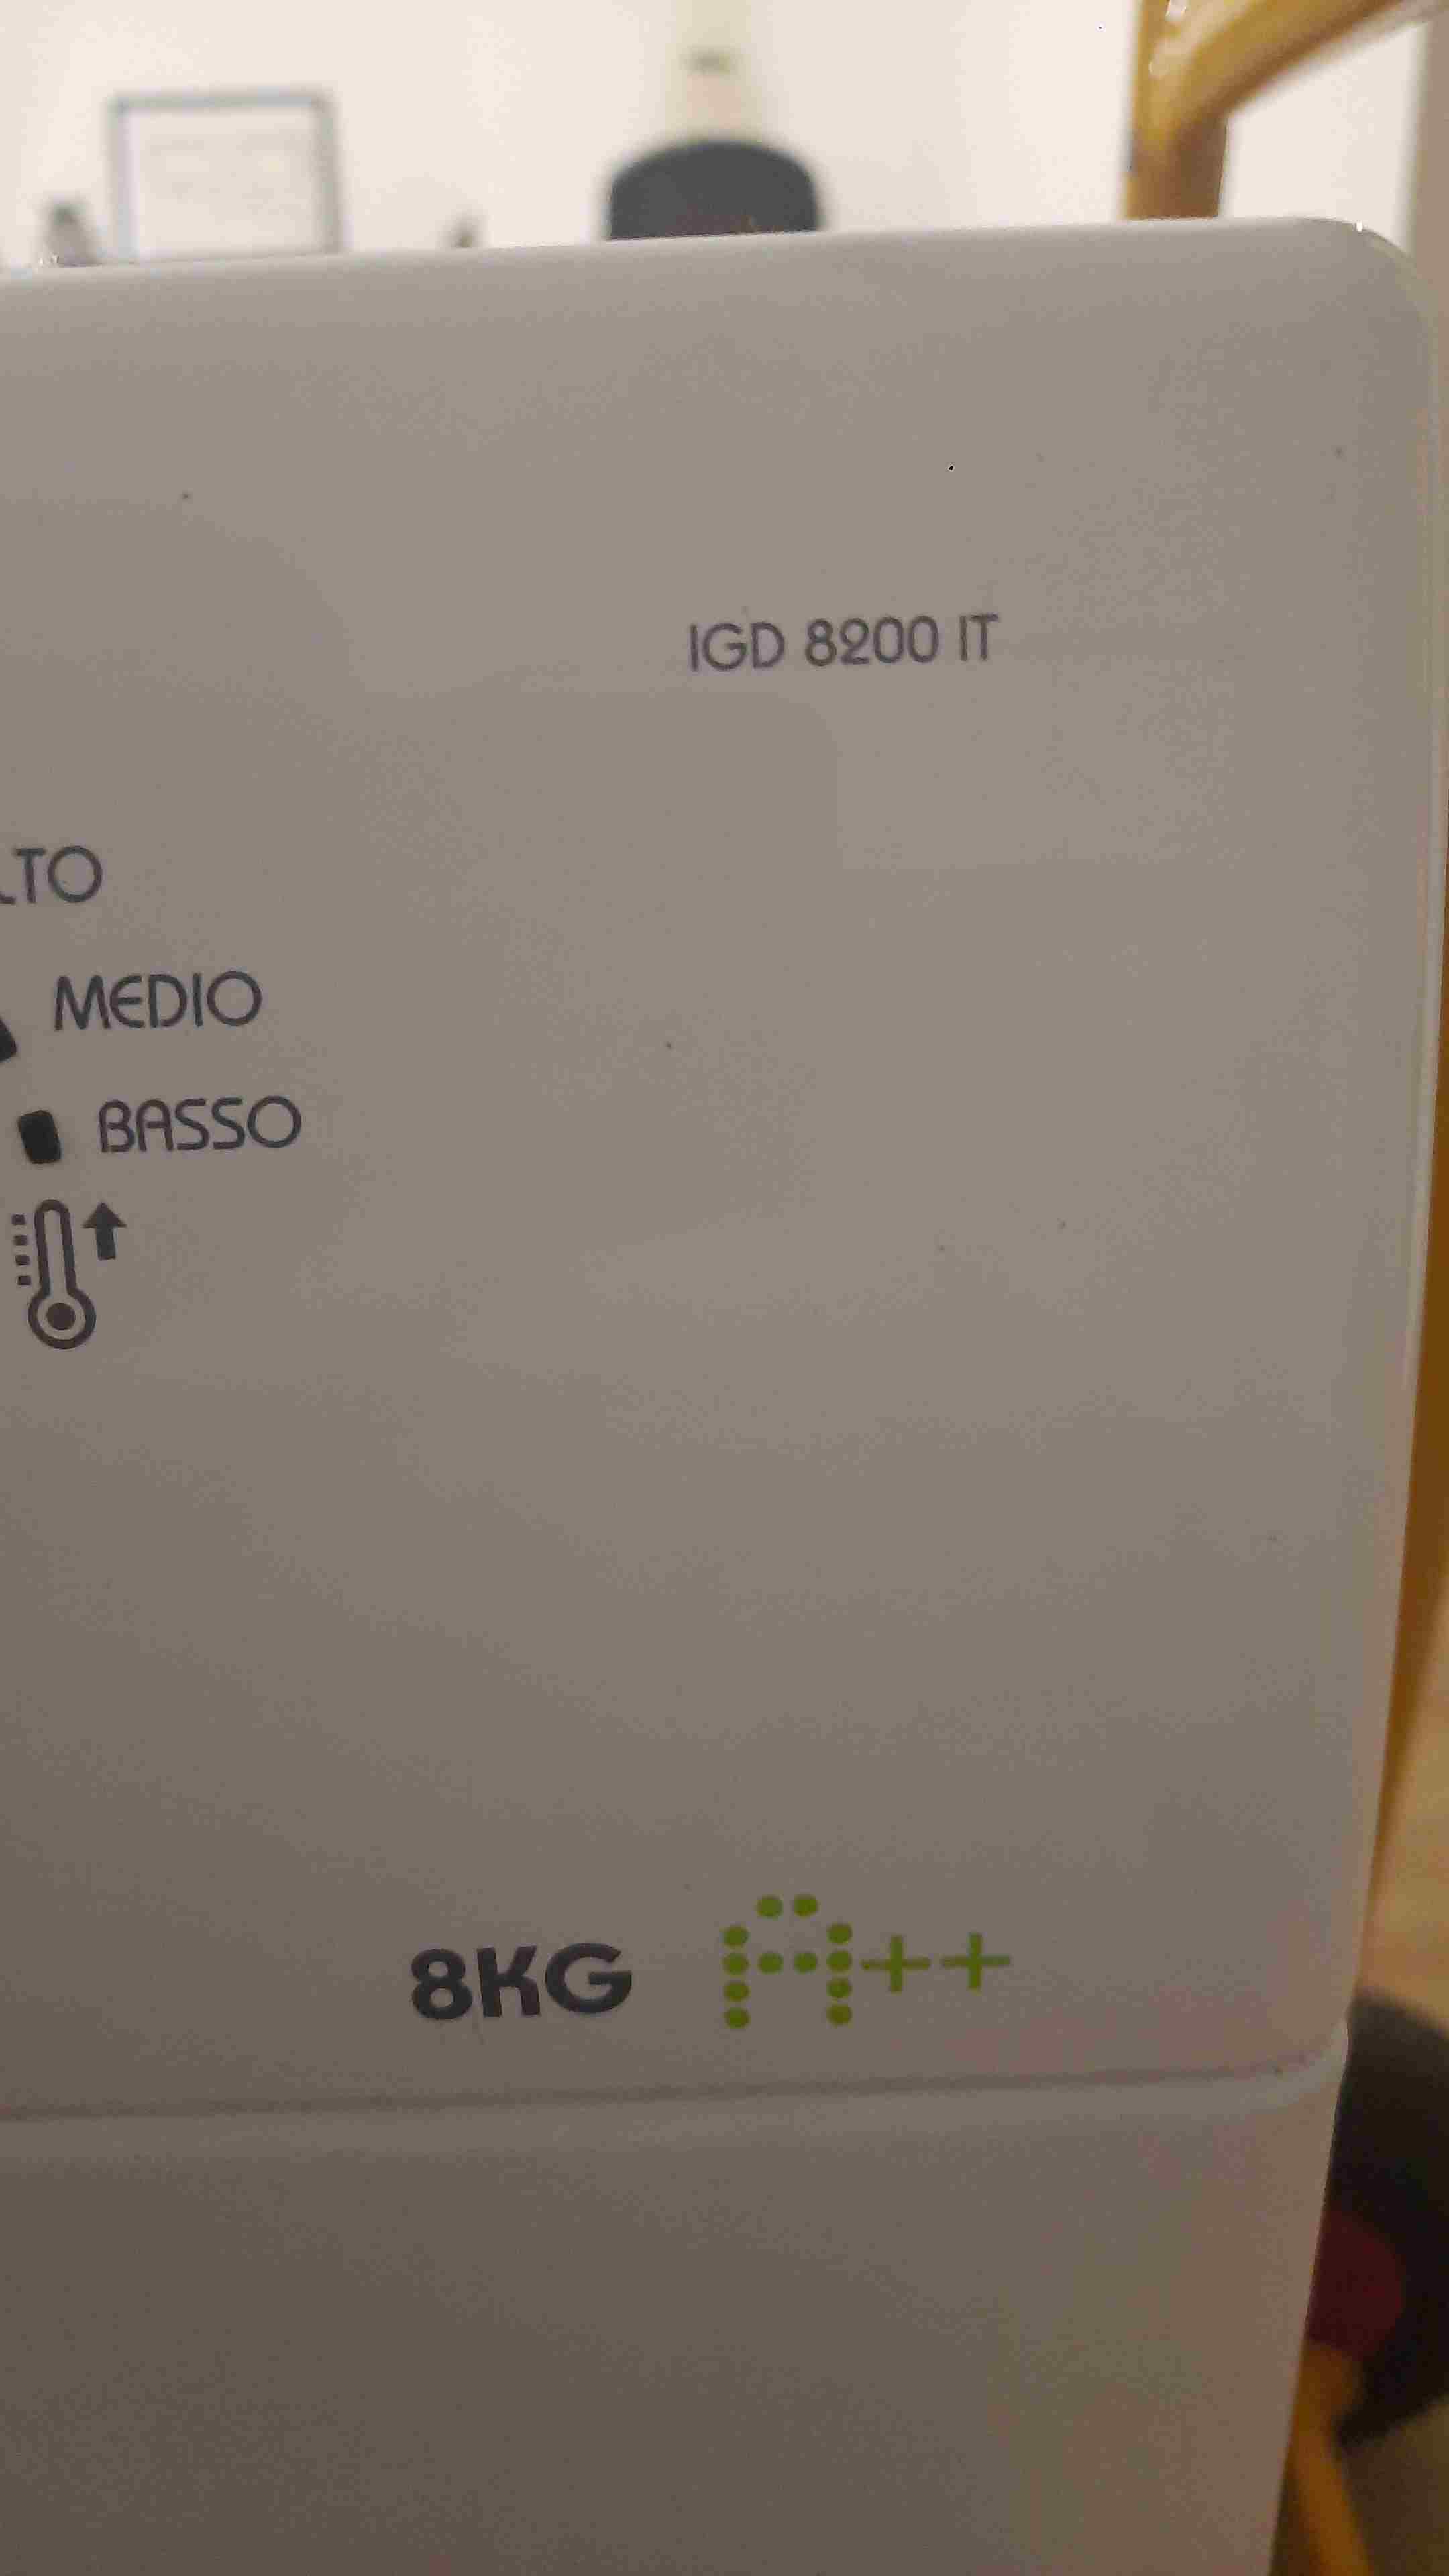 IGD 8200 IT
LTO
MEDIO
BASSO
8KG A++